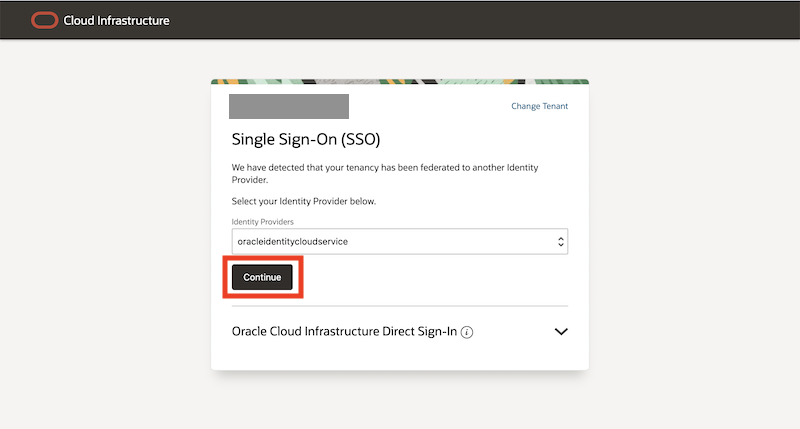 Cloud Infrastructure
Change Tenant
Single Sign-On (SSO)
We have detected that your tenancy has been federated to another Identity
Provider.
Select your Identity Provider below.
Identity Providers
oracleidentitycloudservice
Continue
Oracle Cloud Infrastructure Direct Sign-In i